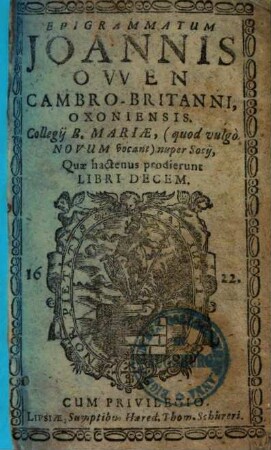 EPIGRAMMATUM
JOANNIS
OWEN
CAMBRO-BRITANNI,
OXONIENSIS.
Collegij B. MARIÆ, (quod vulgò
NOVUM vocant) nuper Socij,
Quæ hactenus prodierunt
LIBRI DECEM.
16 22.
CUM PRIVILEGIO.
LIPSIÆ, Sumptibus Hæred. Thom. Schüreri.